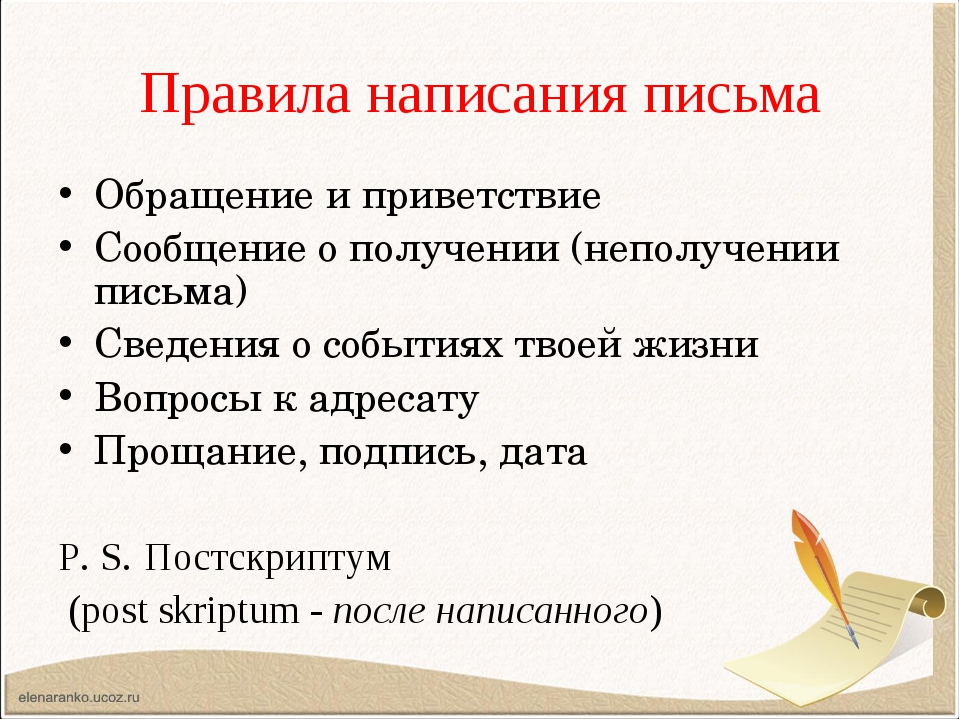 Правила написания письма
• Обращение и приветствие
• Сообщение о получении (неполучении
письма)
• Сведения о событиях твоей жизни
• Вопросы к адресату
• Прощание, подпись, дата
P. S. Постскриптум
(post skriptum - после написанного)
elenaranko.ucoz.ru